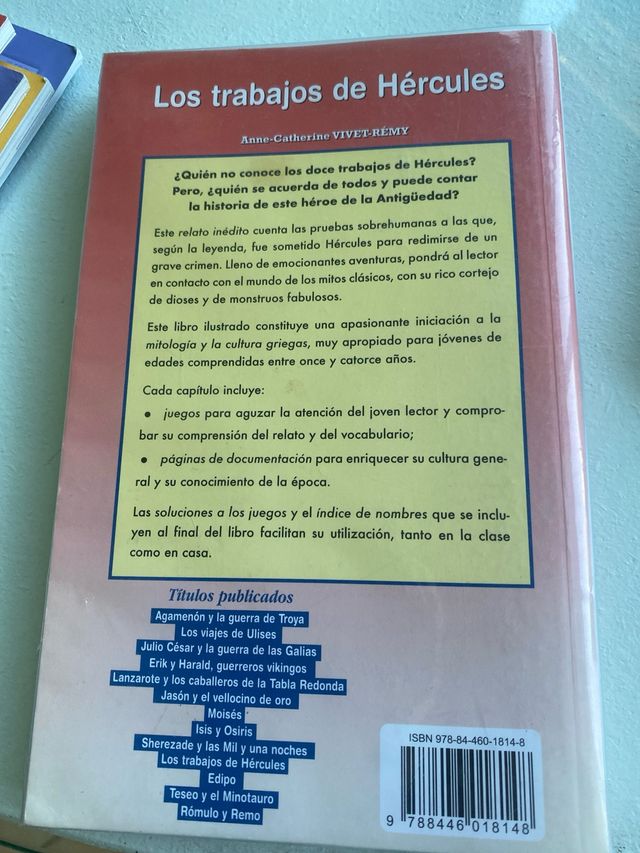 Los trabajos de Hércules
Anne-Catherine VIVET-RÉMY
¿Quién no conoce los doce trabajos de Hércules?
Pero, ¿quién se acuerda de todos y puede contar
la historia de este héroe de la Antigüedad?
Este relato inédito cuenta las pruebas sobrehumanas a las que,
según la leyenda, fue sometido Hércules para redimirse de un
grave crimen. Lleno de emocionantes aventuras, pondrá al lector
en contacto con el mundo de los mitos clásicos, con su rico cortejo
de dioses y de monstruos fabulosos.
Este libro ilustrado constituye una apasionante iniciación a la
mitología y la cultura griegas, muy apropiado para jóvenes de
edades comprendidas entre once y catorce años.
Cada capítulo incluye:
• juegos para aguzar la atención del joven lector y compro-
bar su comprensión del relato y del vocabulario;
• páginas de documentación para enriquecer su cultura gene-
ral y su conocimiento de la época.
Las soluciones a los juegos y el índice de nombres que se inclu-
yen al final del libro facilitan su utilización, tanto en la clase
como en casa.
Títulos publicados
Agamenón y la guerra de Troya
Los viajes de Ulises
Julio César y la guerra de las Galias
Erik y Harald, guerreros vikingos
Lanzarote y los caballeros de la Tabla Redonda
Jasón y el vellocino de oro
Moisés
Isis y Osiris
Sherezade y las Mil y una noches
Los trabajos de Hércules
Edipo
Teseo y el Minotauro
Rómulo y Remo
ISBN 978-84-460-1814-8
9 788446 018148